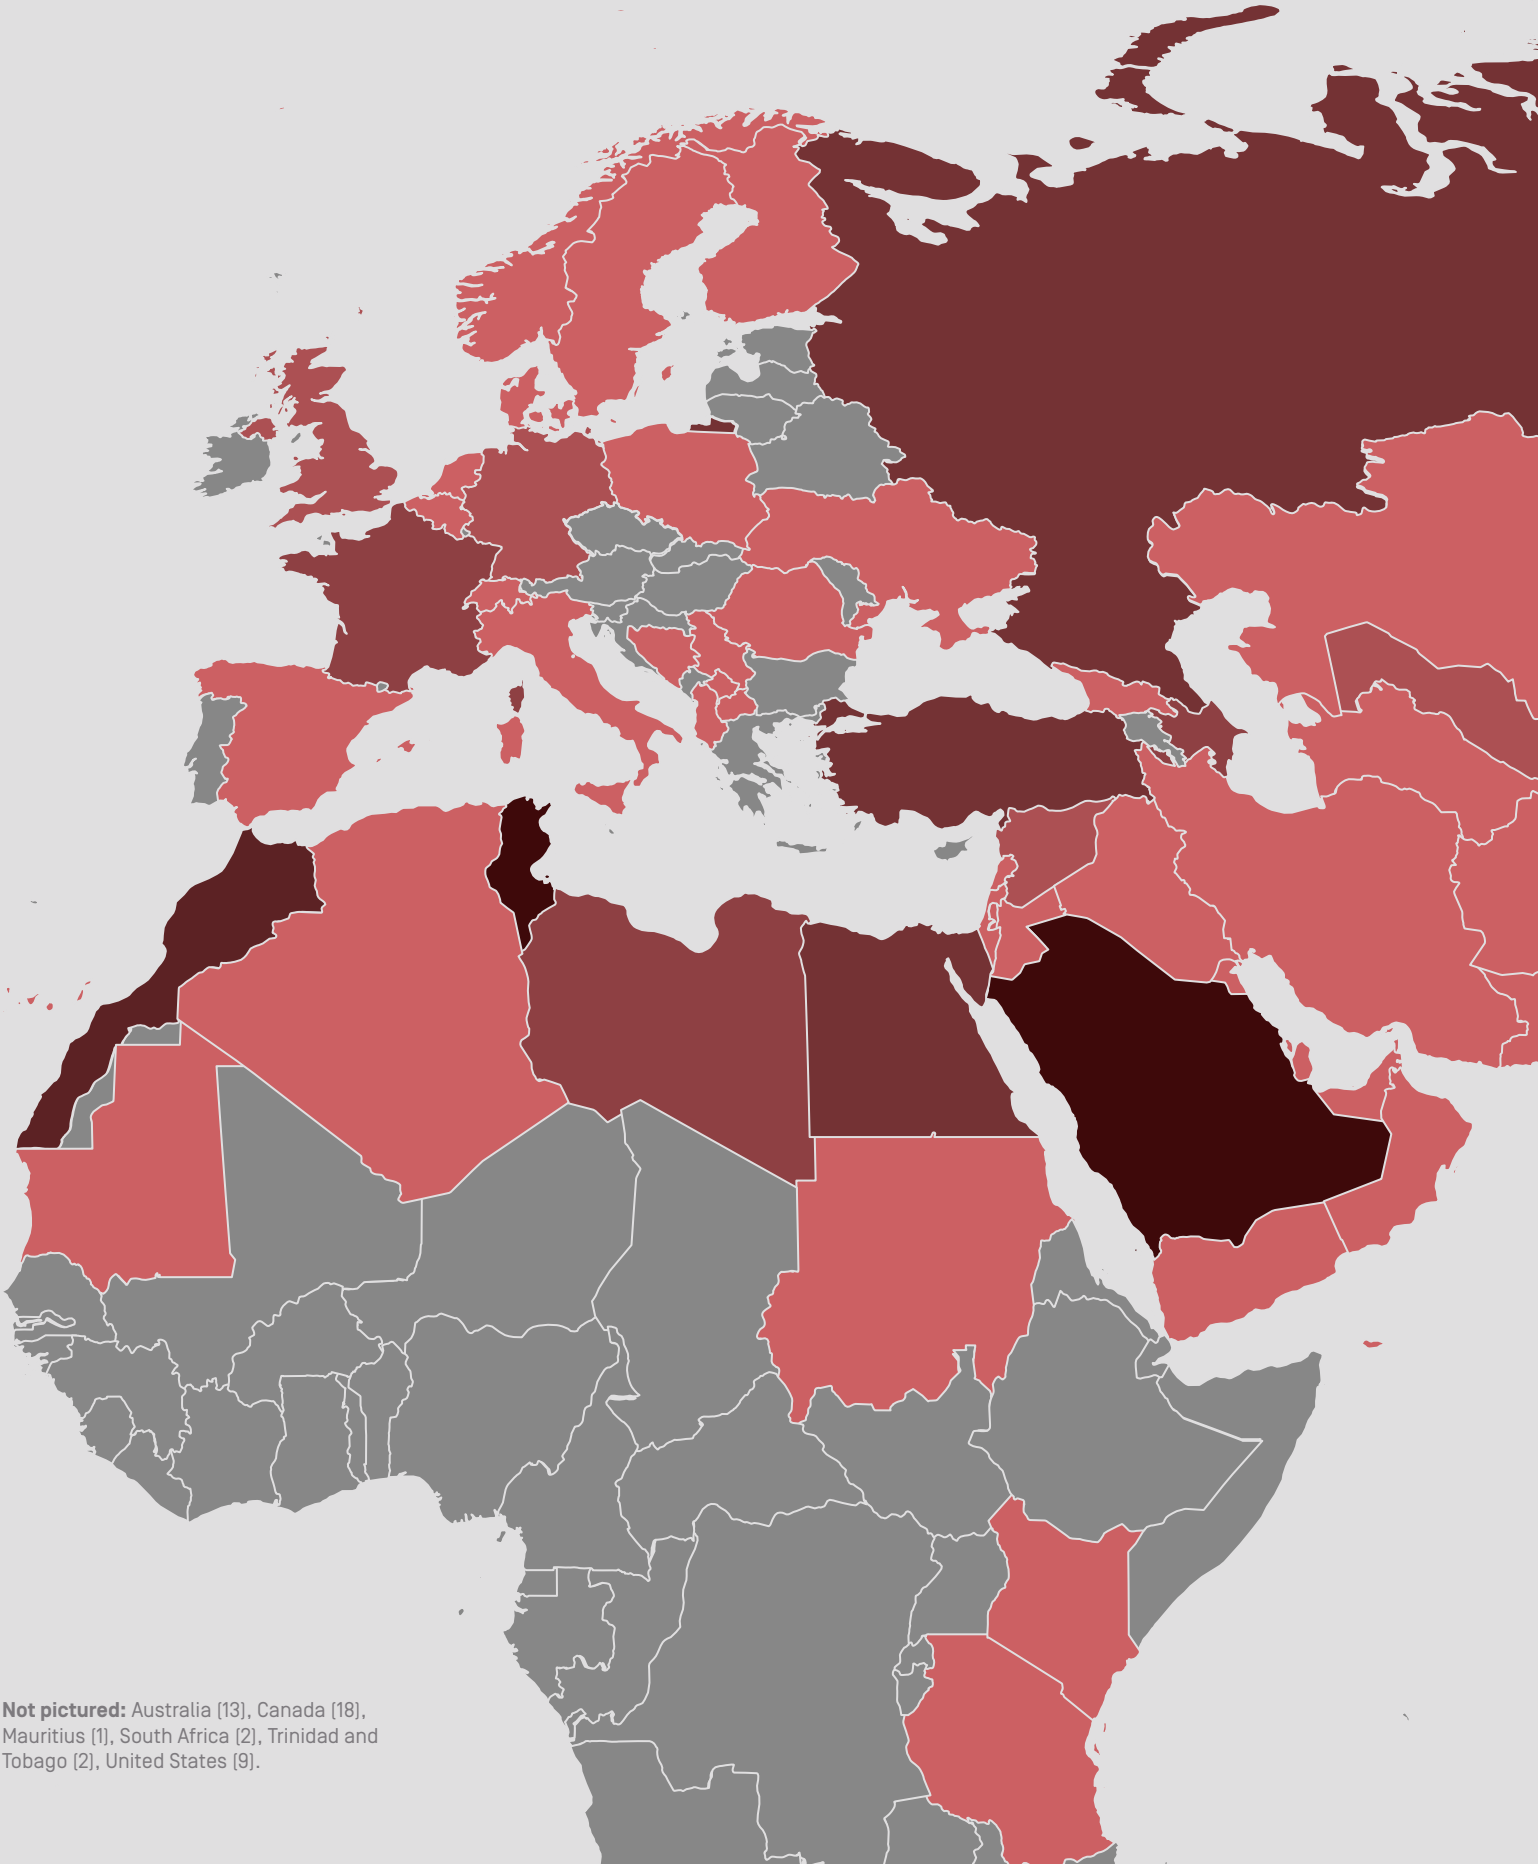 Not pictured: Australia (13), Canada (18),
Mauritius (1), South Africa (2), Trinidad and
Tobago (2), United States (9).